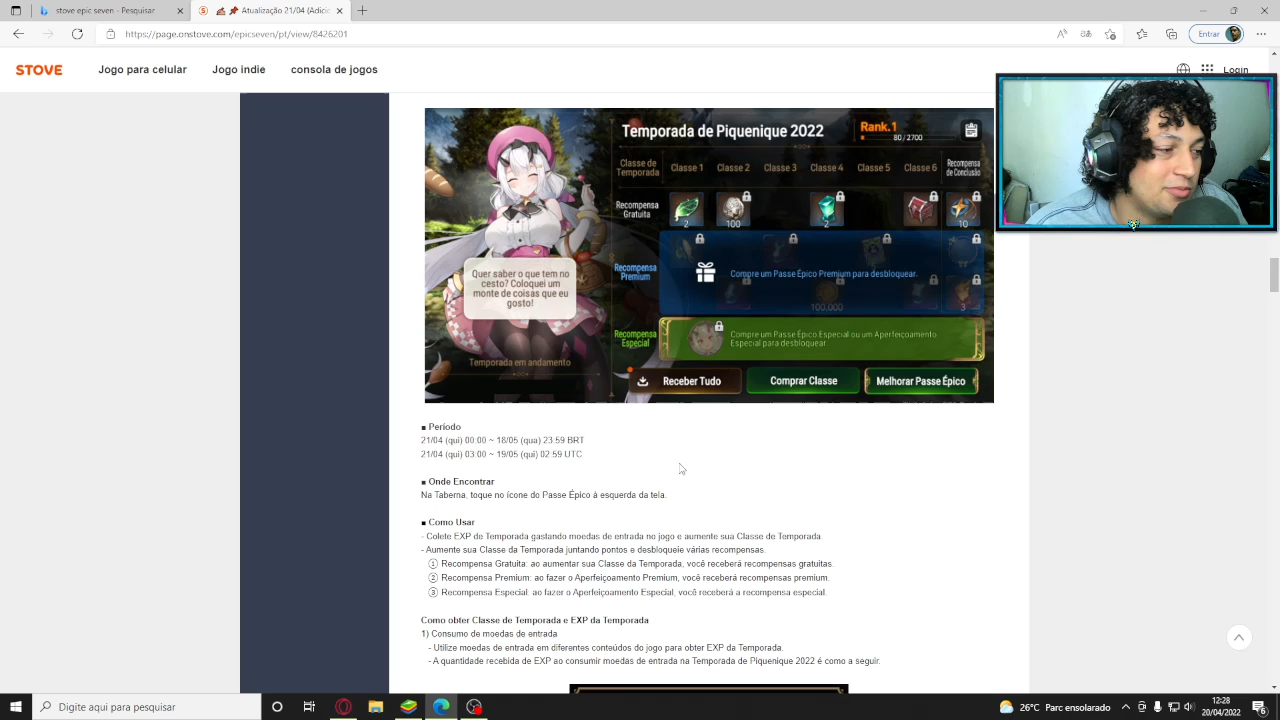 stove epic seven - Pesquisar
Atualização 21/04 (Adici
https://page.onstove.com/epicseven/pt/view/8426201
Entrar
STOVE
Jogo para celular
Jogo indie
consola de jogos
Login
Temporada de Piquenique 2022
Rank.1
80 / 2700
Classe de Temporada
Classe 1
Classe 2
Classe 3
Classe 4
Classe 5
Classe 6
Recompensa de Conclusão
Recompensa Gratuita
2
100
2
10
Quer saber o que tem no
cesto? Coloquei um
monte de coisas que eu
gosto!
Recompensa Premium
Compre um Passe Épico Premium para desbloquear.
100,000
3
Recompensa Especial
Compre um Passe Épico Especial ou um Aperfeiçoamento
Especial para desbloquear
Temporada em andamento
Receber Tudo
Comprar Classe
Melhorar Passe Épico
■ Período
21/04 (qui) 00:00 ~ 18/05 (qua) 23:59 BRT
21/04 (qui) 03:00 ~ 19/05 (qui) 02:59 UTC
■ Onde Encontrar
Na Taberna, toque no ícone do Passe Épico à esquerda da tela.
■ Como Usar
- Colete EXP de Temporada gastando moedas de entrada no jogo e aumente sua Classe de Temporada.
- Aumente sua Classe da Temporada juntando pontos e desbloqueie várias recompensas.
① Recompensa Gratuita: ao aumentar sua Classe da Temporada, você receberá recompensas gratuitas.
② Recompensa Premium: ao fazer o Aperfeiçoamento Premium, você receberá recompensas premium.
③ Recompensa Especial: ao fazer o Aperfeiçoamento Especial, você receberá a recompensa especial.
Como obter Classe de Temporada e EXP da Temporada
1) Consumo de moedas de entrada
- Utilize moedas de entrada em diferentes conteúdos do jogo para obter EXP da Temporada.
- A quantidade recebida de EXP ao consumir moedas de entrada na Temporada de Piquenique 2022 é como a seguir.
Digite aqui para pesquisar
26°C Parc ensolarado
12:28
20/04/2022